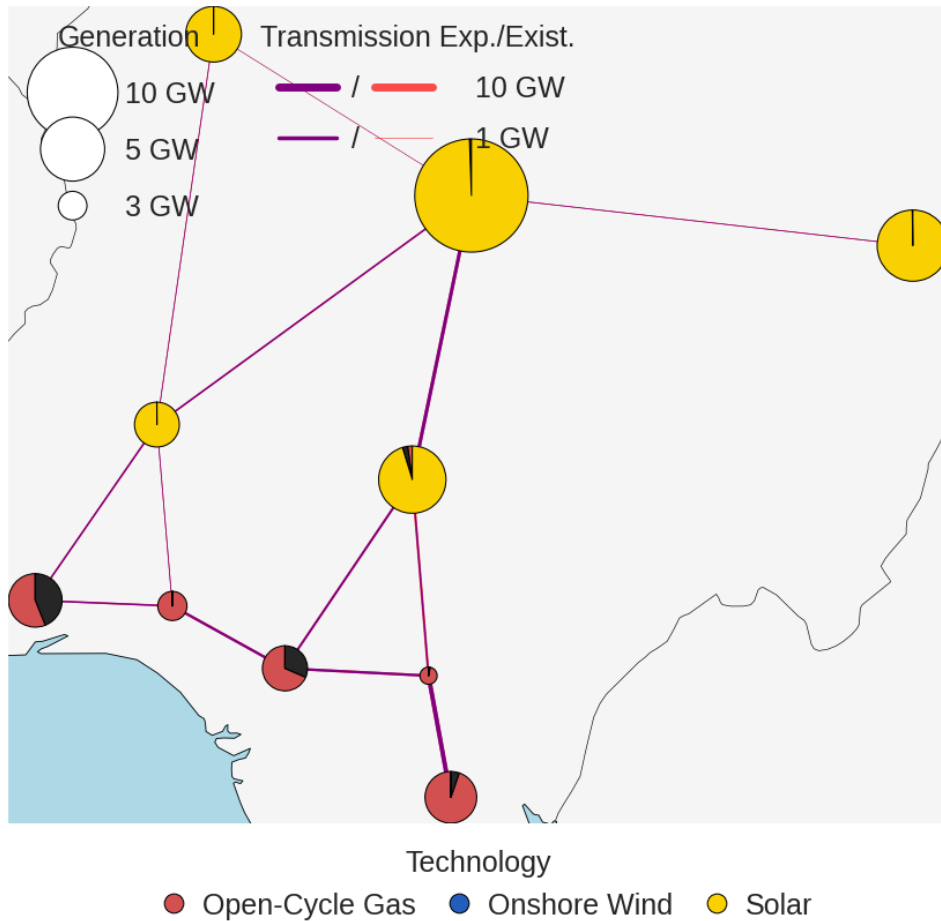 Generation Transmission Exp./Exist.
10 GW / 10 GW
5 GW / 1 GW
3 GW
Technology
Open-Cycle Gas Onshore Wind Solar